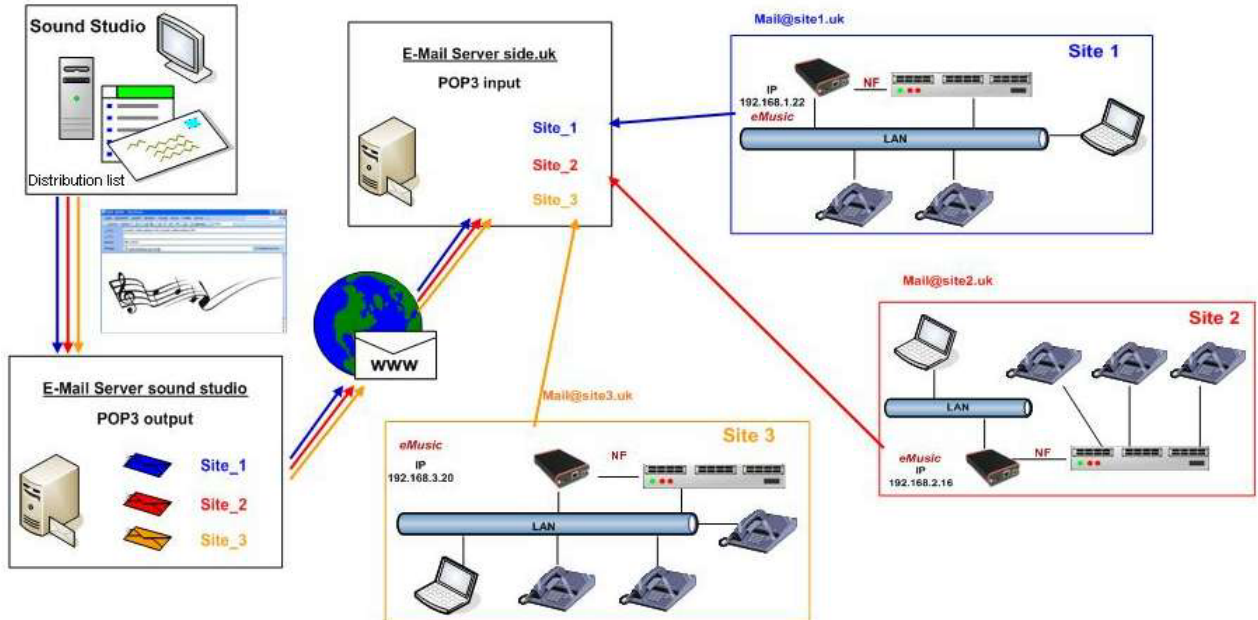 Sound Studio
Distribution list
E-Mail Server sound studio
POP3 output
Site_1
Site_2
Site_3
www
E-Mail Server side.uk
POP3 input
Site_1
Site_2
Site_3
Mail@site1.uk
Site 1
IP
192.168.1.22
eMusic
NF
LAN
Mail@site2.uk
Site 2
LAN
eMusic
IP
192.168.2.16
NF
Mail@site3.uk
Site 3
eMusic
IP
192.168.3.20
NF
LAN